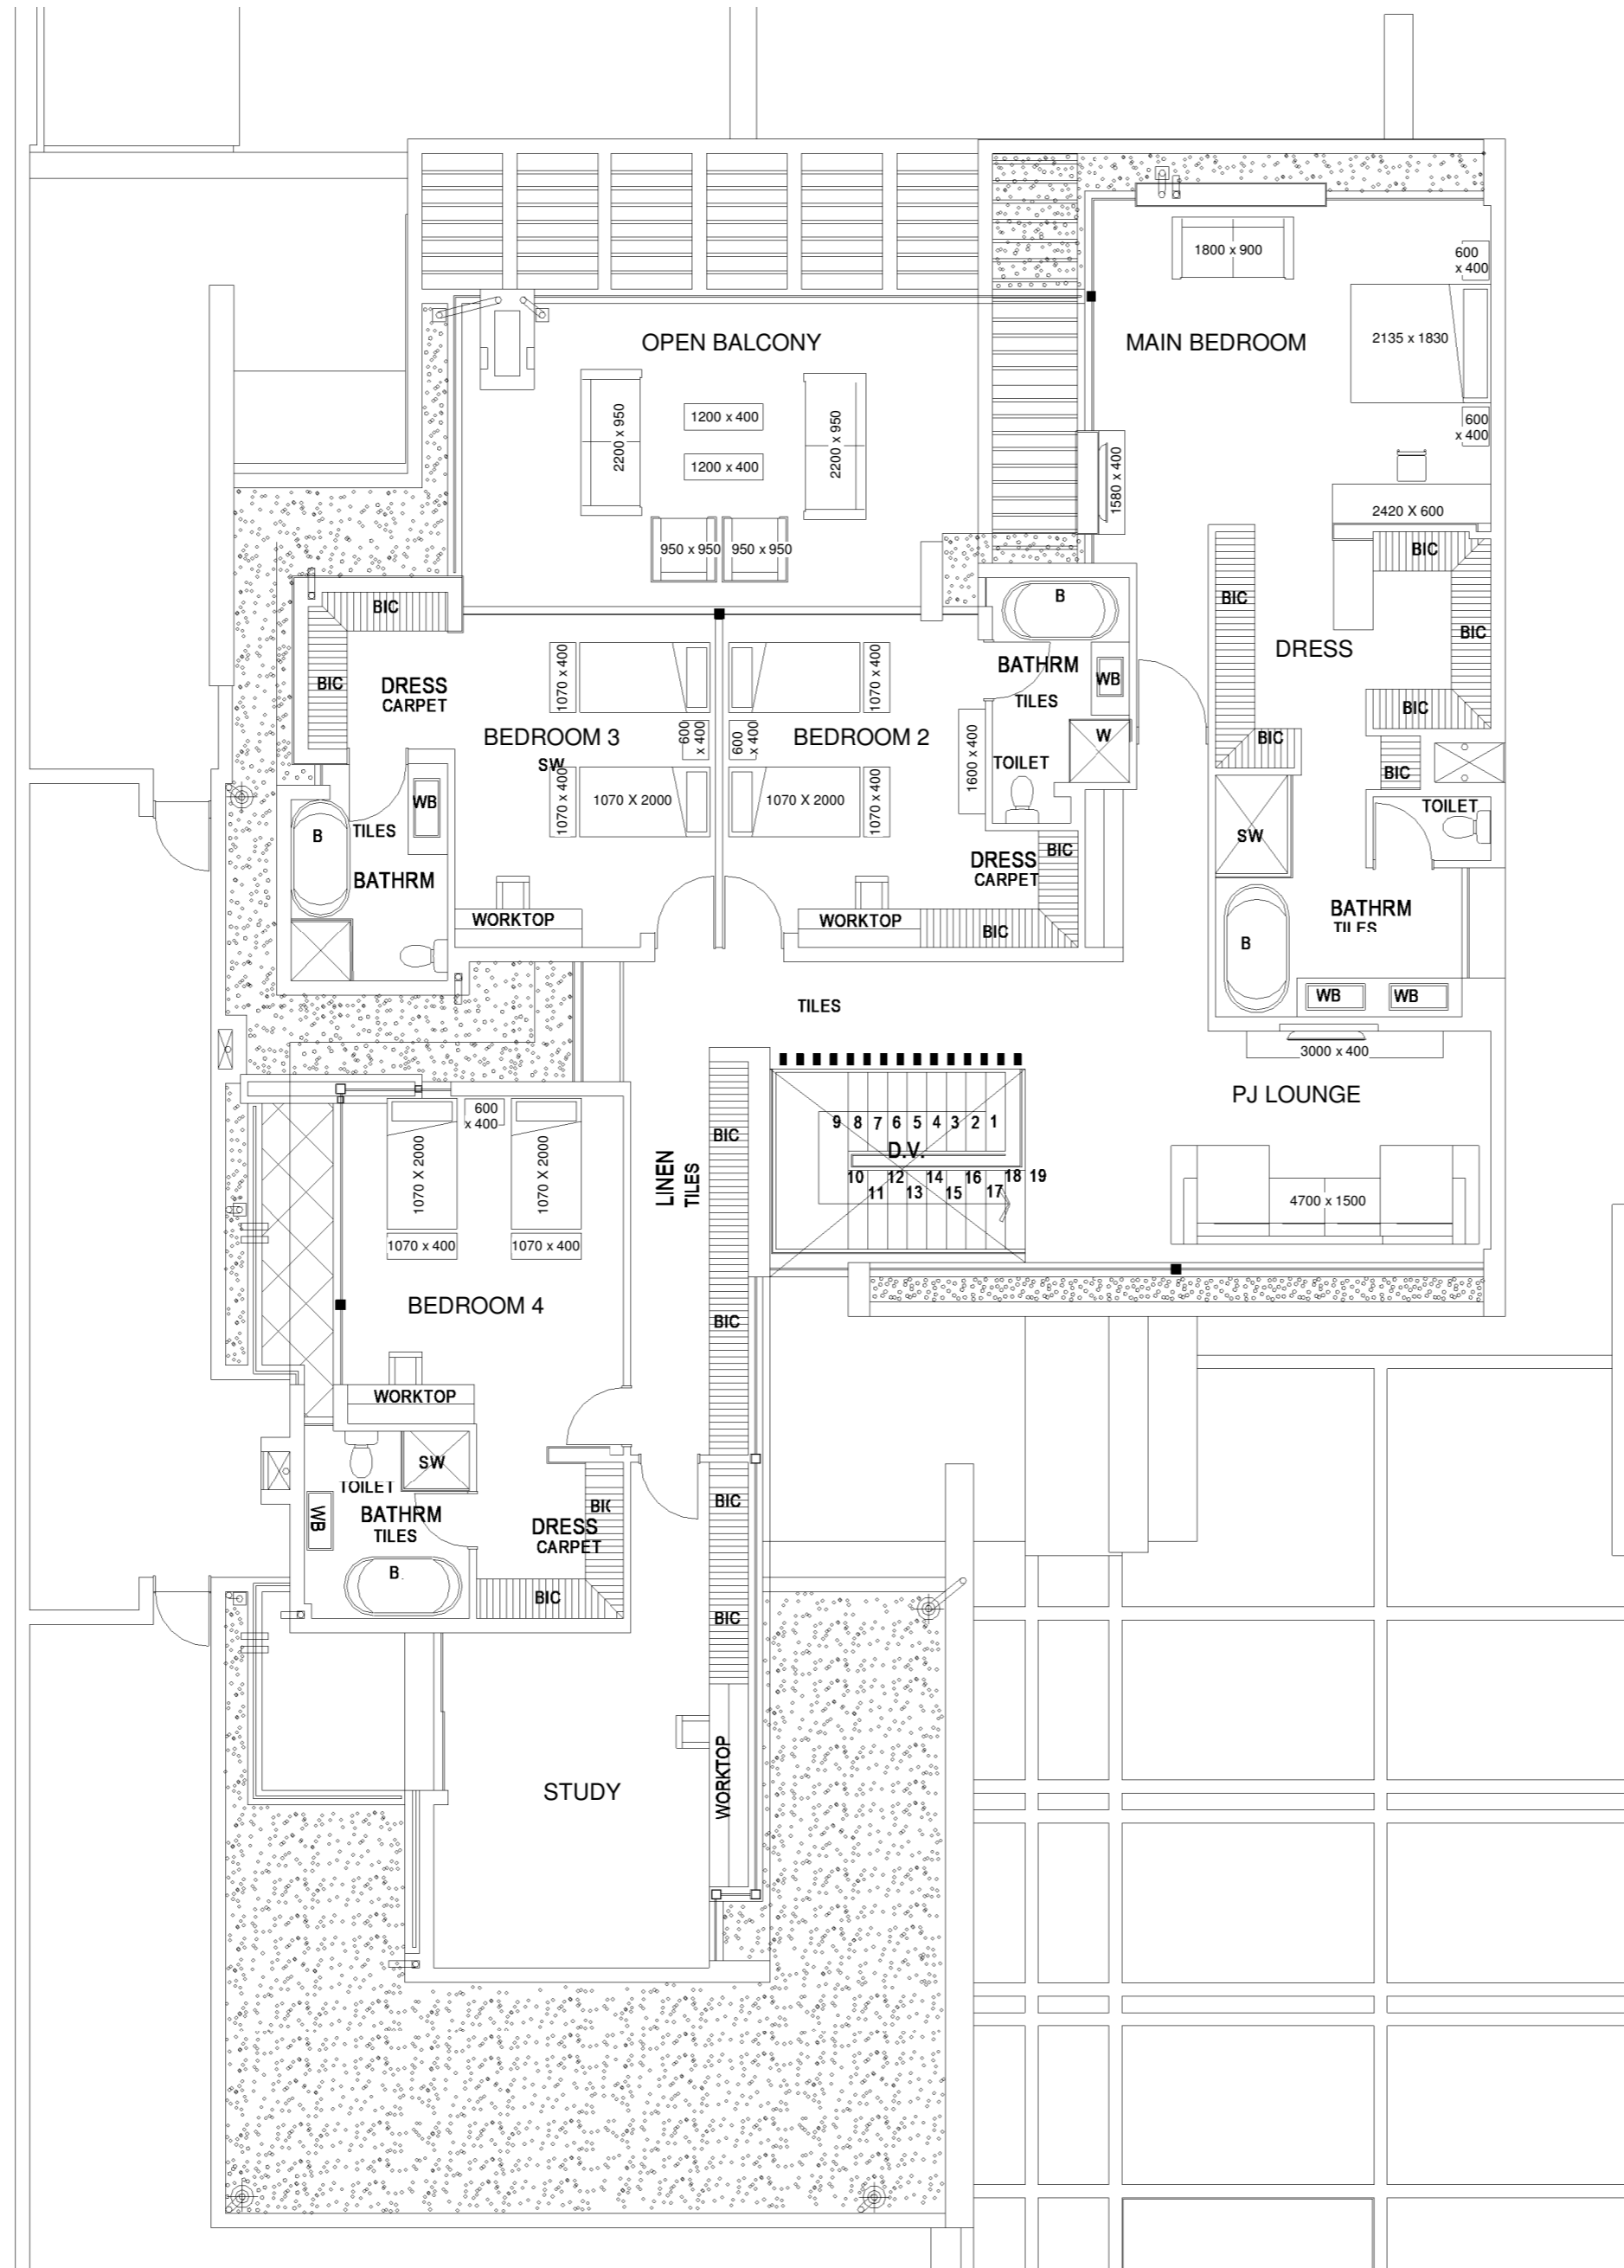 1800 x 900
600
x 400
OPEN BALCONY
MAIN BEDROOM
2135 x 1830
2200 x 950
1200 x 400
2200 x 950
1200 x 400
600
x 400
1580 x 400
2420 X 600
950 x 950
950 x 950
BIC
BIC
BIC
B
BIC
DRESS
BIC
BIC
DRESS
CARPET
1070 x 400
1070 x 400
BATHRM
TILES
WB
BIC
BEDROOM 3
SW
600
x 400
600
x 400
BEDROOM 2
1600 x 400
W
BIC
TOILET
BIC
1070 x 400
1070 X 2000
1070 X 2000
1070 x 400
WB
TILES
B
BATHRM
TOILET
SW
BIC
DRESS
CARPET
WORKTOP
WORKTOP
BIC
BATHRM
TILES
B
WB
WB
TILES
3000 x 400
PJ LOUNGE
600
x 400
1070 X 2000
1070 X 2000
BIC
LINEN
TILES
9 8 7 6 5 4 3 2 1
D.V.
10 12 14 16 18 19
11 13 15 17
4700 x 1500
1070 x 400
1070 x 400
BEDROOM 4
BIC
WORKTOP
SW
TOILET
WB
BATHRM
TILES
BIC
BIC
DRESS
CARPET
B
BIC
BIC
STUDY
WORKTOP